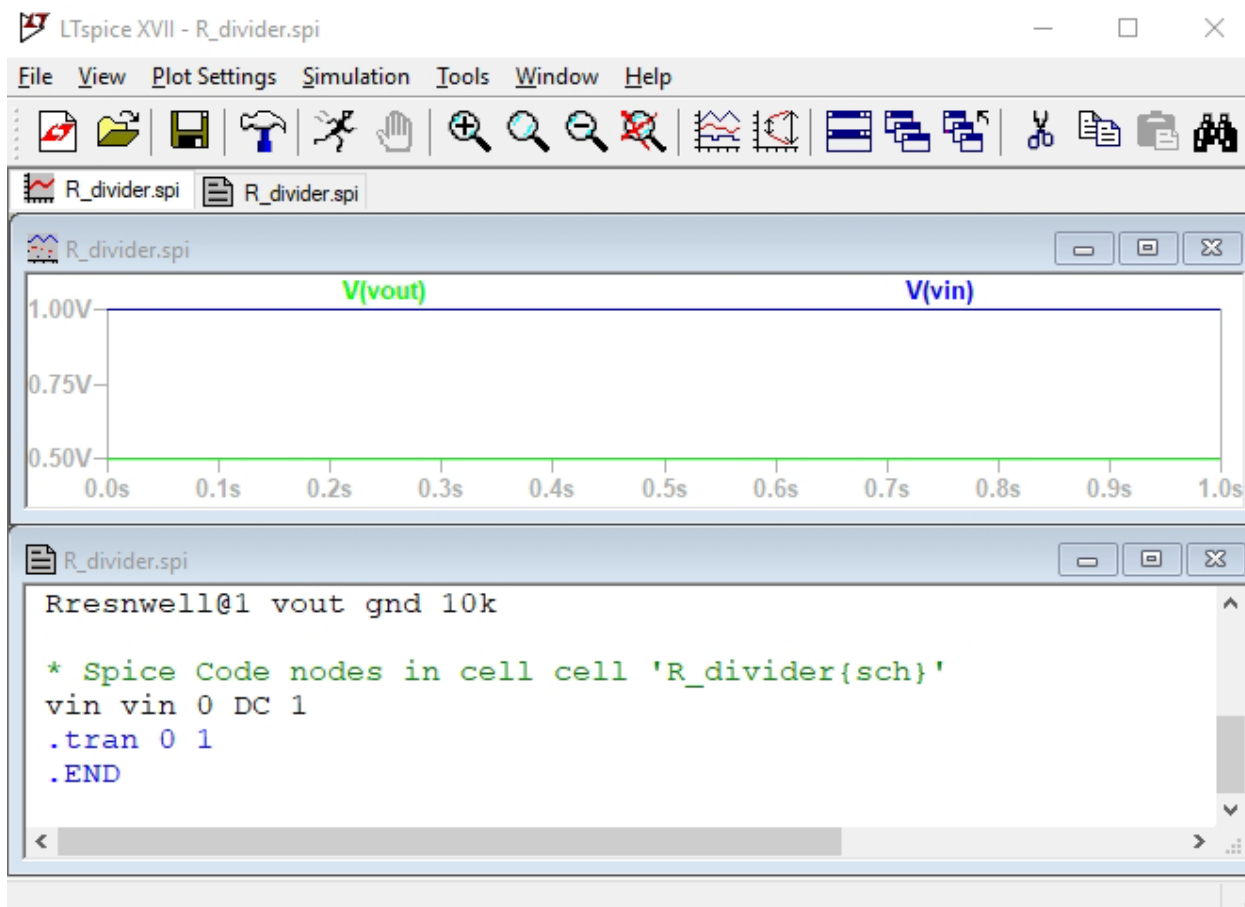 LTspice XVII - R_divider.spi
File View Plot Settings Simulation Tools Window Help
R_divider.spi R_divider.spi
R_divider.spi
V(vout) V(vin)
1.00V
0.75V
0.50V
0.0s 0.1s 0.2s 0.3s 0.4s 0.5s 0.6s 0.7s 0.8s 0.9s 1.0s
R_divider.spi
Rresnwell@1 vout gnd 10k
* Spice Code nodes in cell cell 'R_divider{sch}'
vin vin 0 DC 1
.tran 0 1
.END